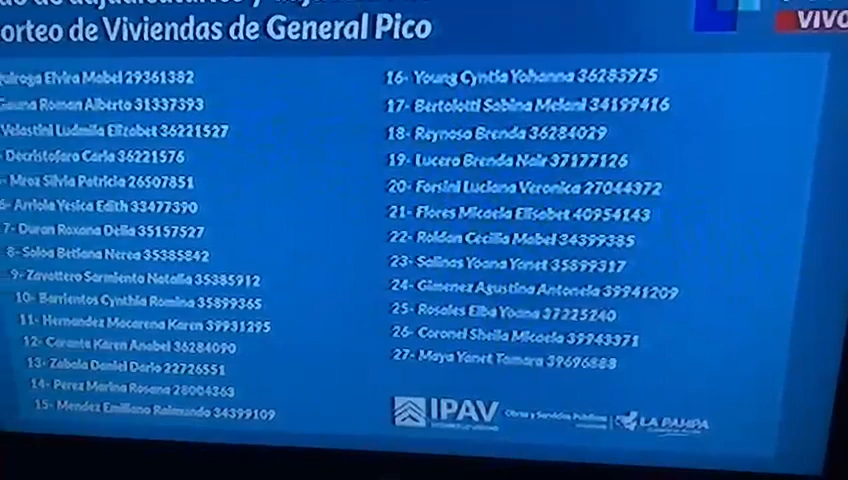 orteo de Viviendas de General Pico
VIVO
Quiroga Elvira Mabel 29361382
Gauna Roman Alberto 31337393
Velastini Ludmila Elizabet 36221527
Decristofaro Carla 36221576
- Mroz Silvia Patricia 26507851
6- Arriola Yesica Edith 33477390
7- Duran Roxana Delia 35157527
8- Saloa Betiana Nerea 35385842
9- Zavattero Sarmiento Natalia 35385912
10- Barrientos Cynthia Romina 35899365
11- Hernandez Macarena Karen 39931295
12- Corante Karen Anabel 36284090
13- Zabala Daniel Dario 22726551
14- Perez Marina Rosana 28004363
15- Mendez Emiliano Raimundo 34399109
16- Young Cyntia Yohanna 36283975
17- Bertolotti Sabina Melani 34199416
18- Reynoso Brenda 36284029
19- Lucero Brenda Nair 37177126
20- Forsini Luciana Veronica 27044372
21- Flores Micaela Elisabet 40954143
22- Roldan Cecilia Mabel 34399385
23- Salinas Yoana Yanet 35899317
24- Gimenez Agustina Antonela 39941209
25- Rosales Elba Yoana 37225240
26- Coronel Sheila Micaela 39943371
27- Maya Yanet Tamara 39696888
IPAV
Obras y Servicios Públicos
LA PAMPA